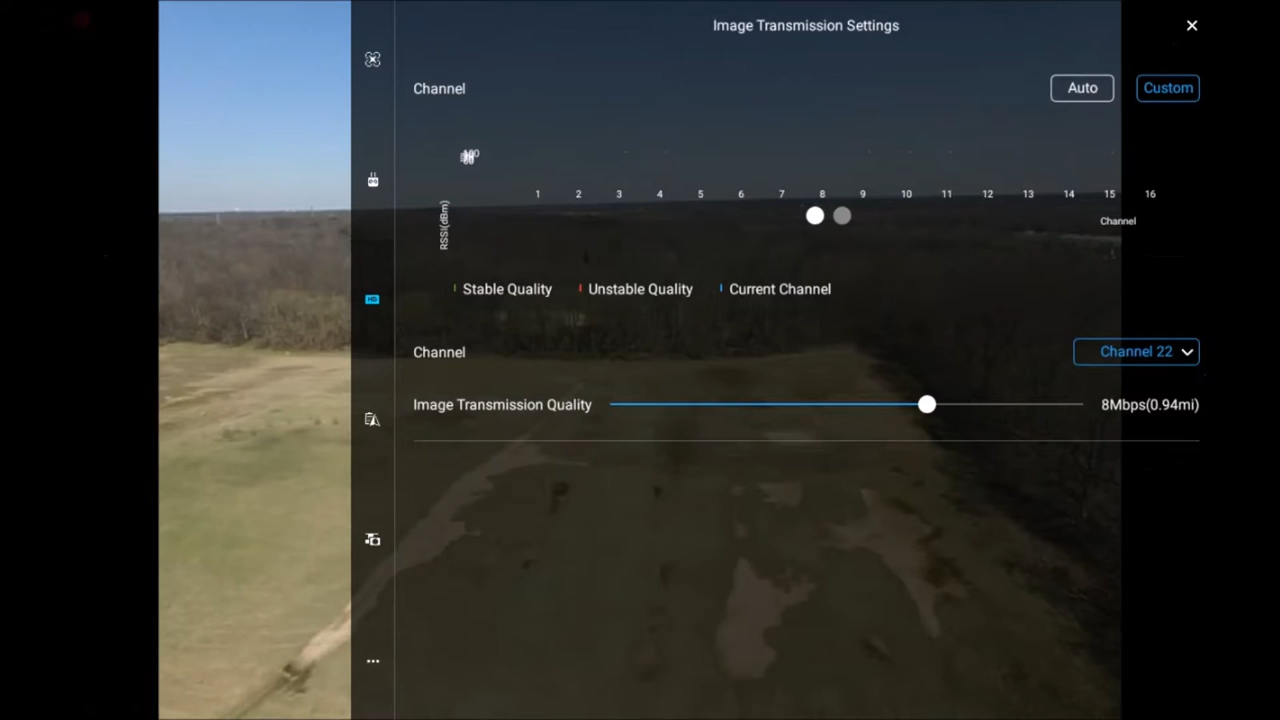 Image Transmission Settings
Channel
Auto
Custom
1 2 3 4 5 6 7 8 9 10 11 12 13 14 15 16
RSSI(dBm)
Channel
Stable Quality
Unstable Quality
Current Channel
HD
Channel
Channel 22
Image Transmission Quality
8Mbps(0.94mi)